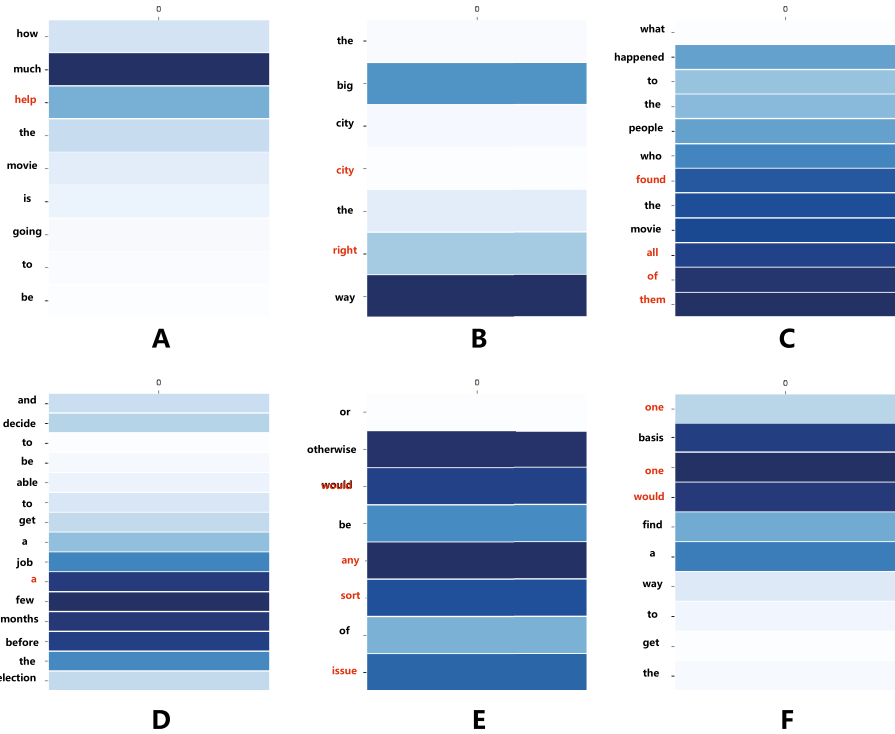 0
how
much
help
the
movie
is
going
to
be
A
0
the
big
city
city
the
right
way
B
0
what
happened
to
the
people
who
found
the
movie
all
of
them
C
0
and
decide
to
be
able
to
get
a
job
a
few
months
before
the
election
D
0
or
otherwise
would
be
any
sort
of
issue
E
0
one
basis
one
would
find
a
way
to
get
the
F